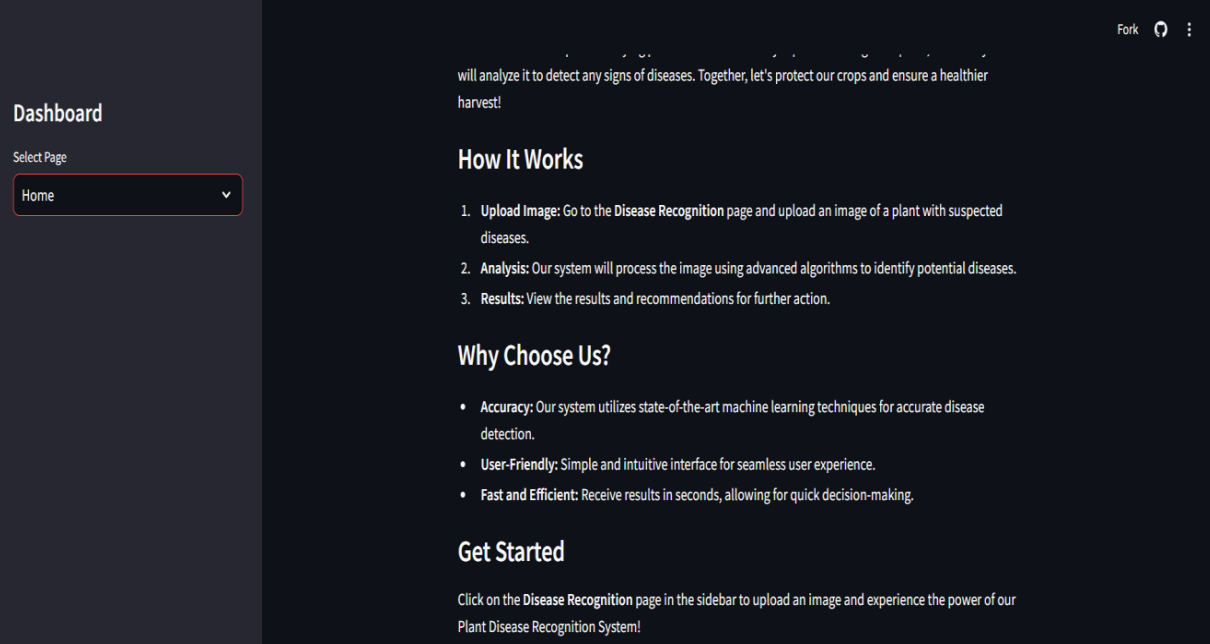 Fork
Dashboard
Select Page
Home
will analyze it to detect any signs of diseases. Together, let's protect our crops and ensure a healthier
harvest!
How It Works
1. Upload Image: Go to the Disease Recognition page and upload an image of a plant with suspected
diseases.
2. Analysis: Our system will process the image using advanced algorithms to identify potential diseases.
3. Results: View the results and recommendations for further action.
Why Choose Us?
• Accuracy: Our system utilizes state-of-the-art machine learning techniques for accurate disease
detection.
• User-Friendly: Simple and intuitive interface for seamless user experience.
• Fast and Efficient: Receive results in seconds, allowing for quick decision-making.
Get Started
Click on the Disease Recognition page in the sidebar to upload an image and experience the power of our
Plant Disease Recognition System!